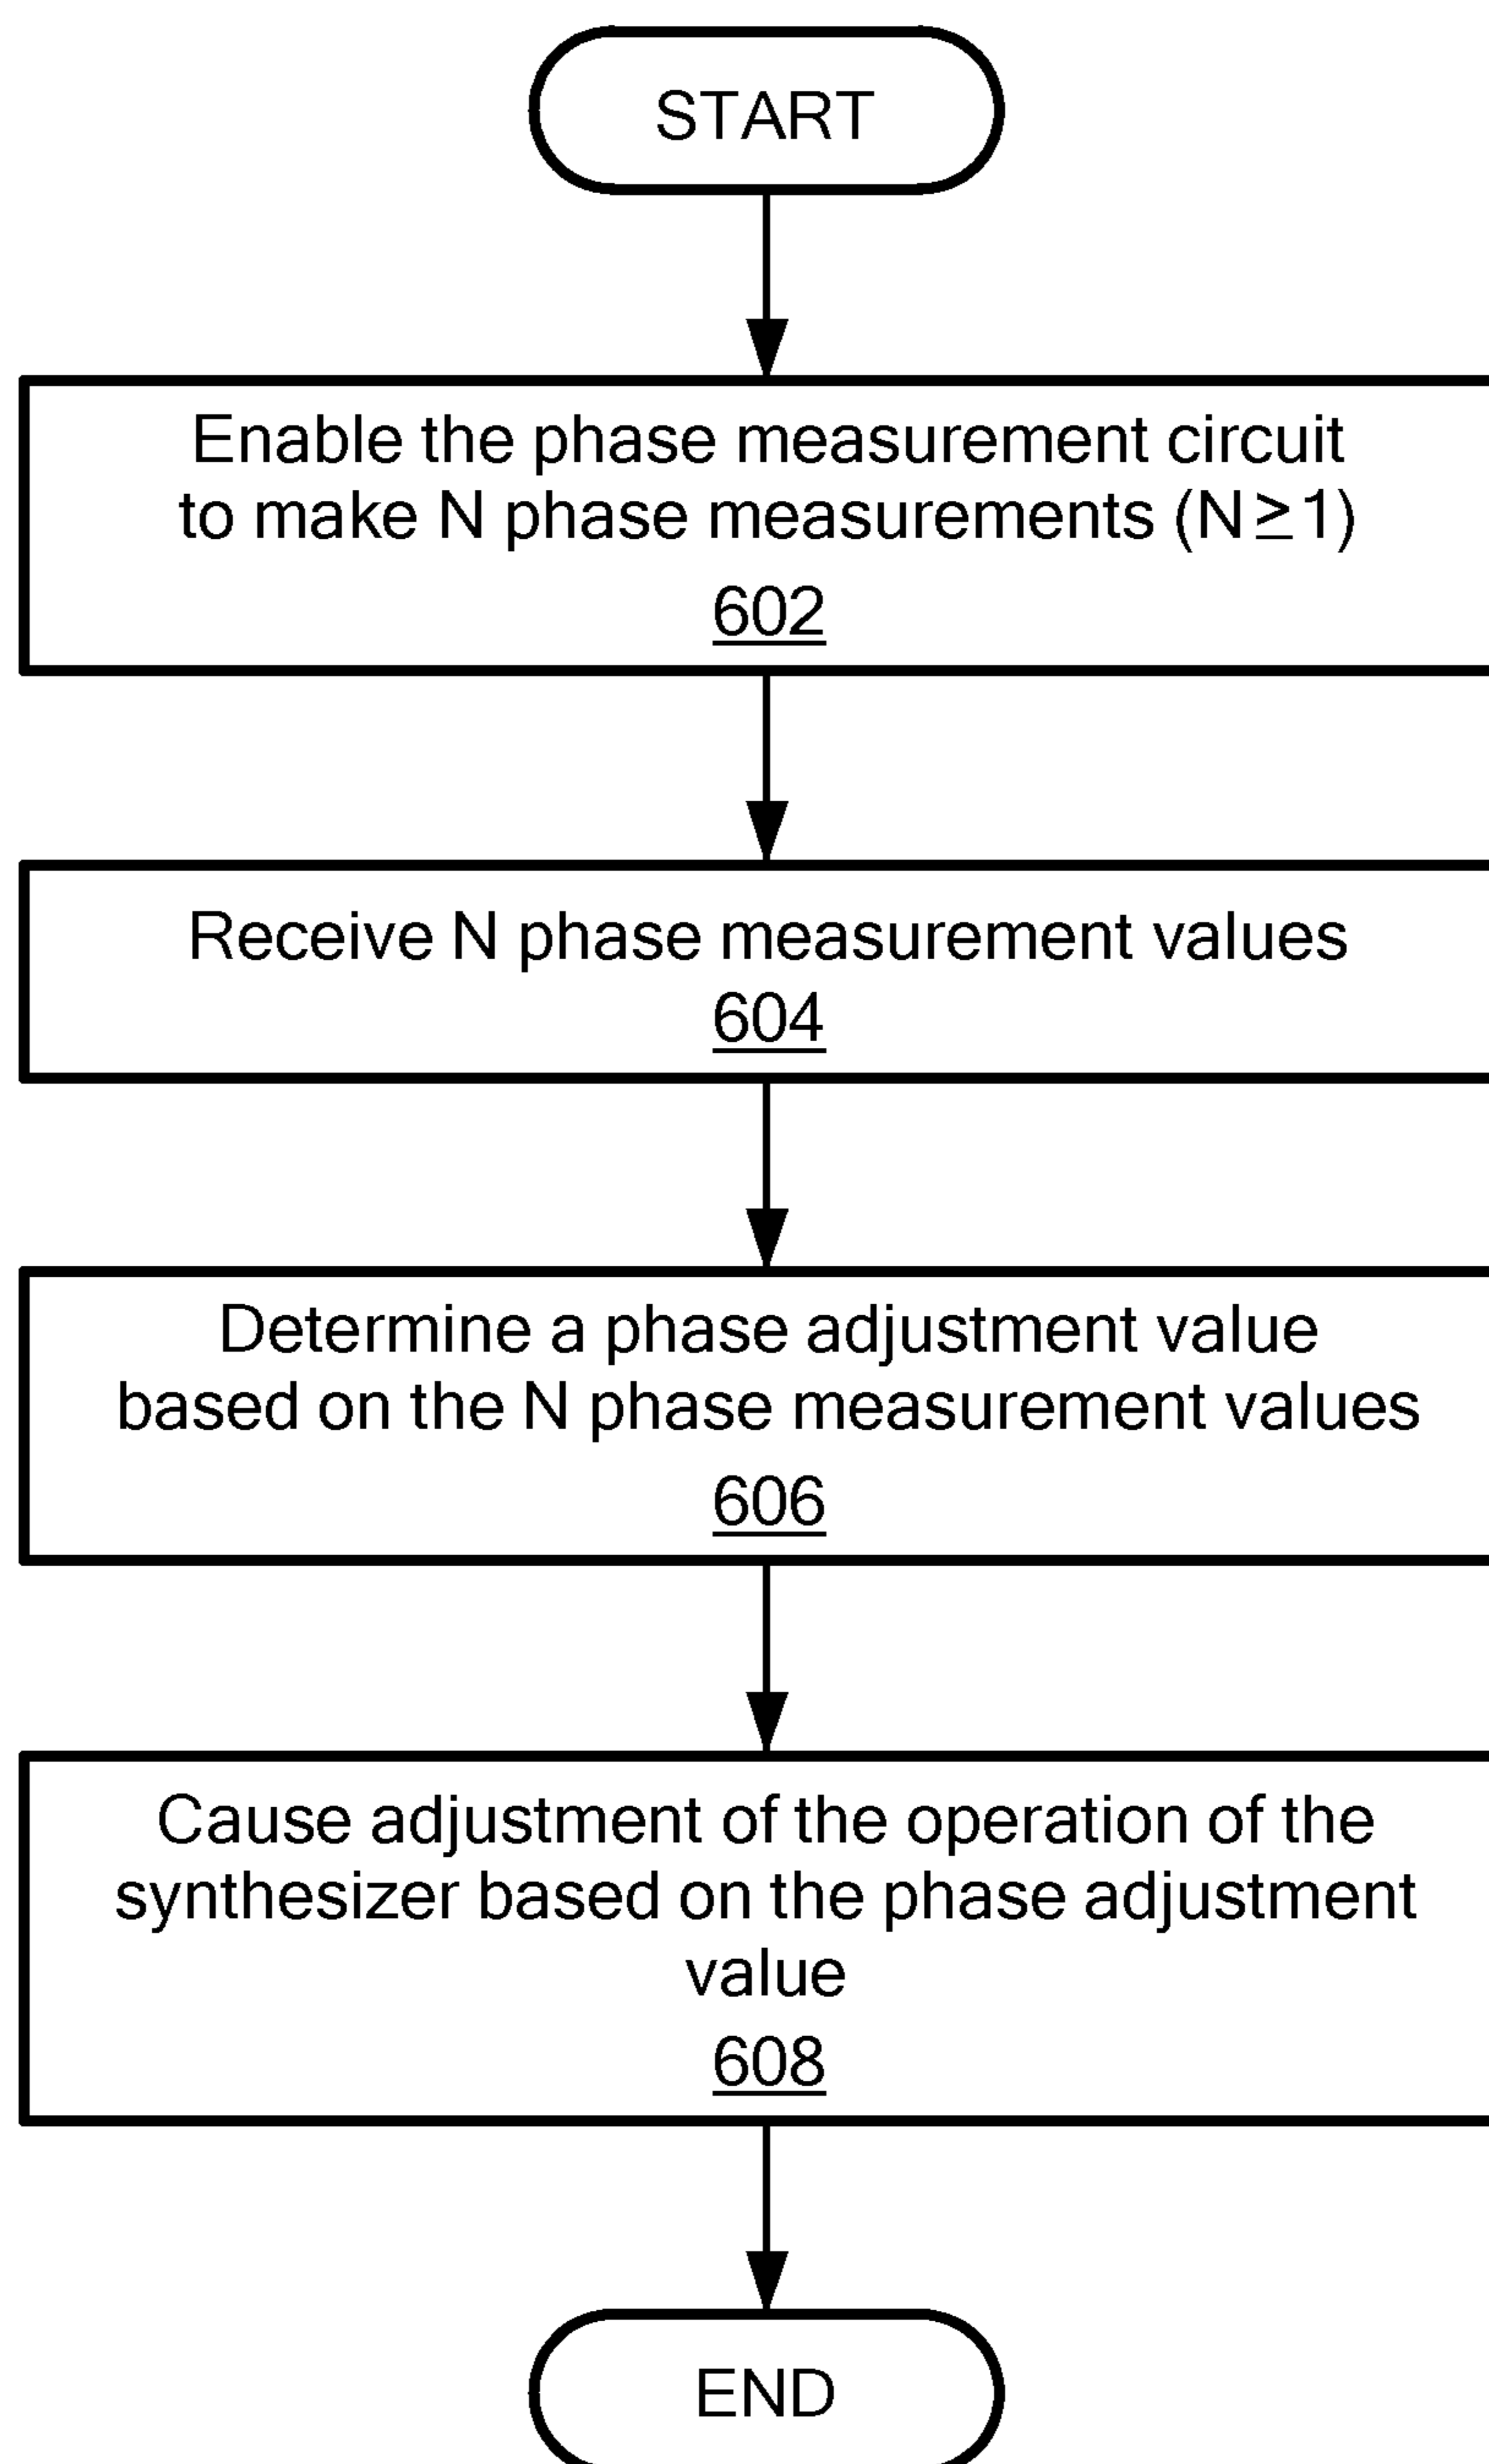 START
Enable the phase measurement circuit
to make N phase measurements (N ≥ 1)
602
Receive N phase measurement values
604
Determine a phase adjustment value
based on the N phase measurement values
606
Cause adjustment of the operation of the
synthesizer based on the phase adjustment
value
608
END